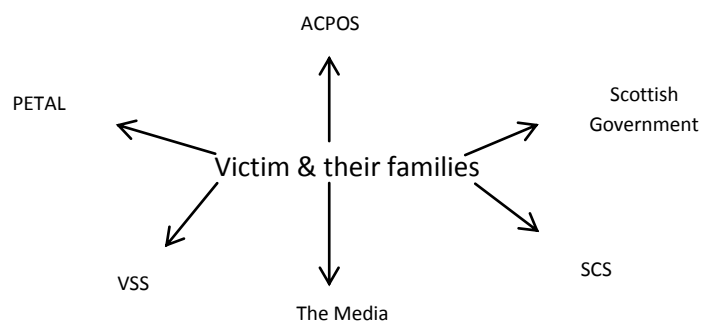 ACPOS
PETAL
Scottish
Government
Victim & their families
VSS
SCS
The Media